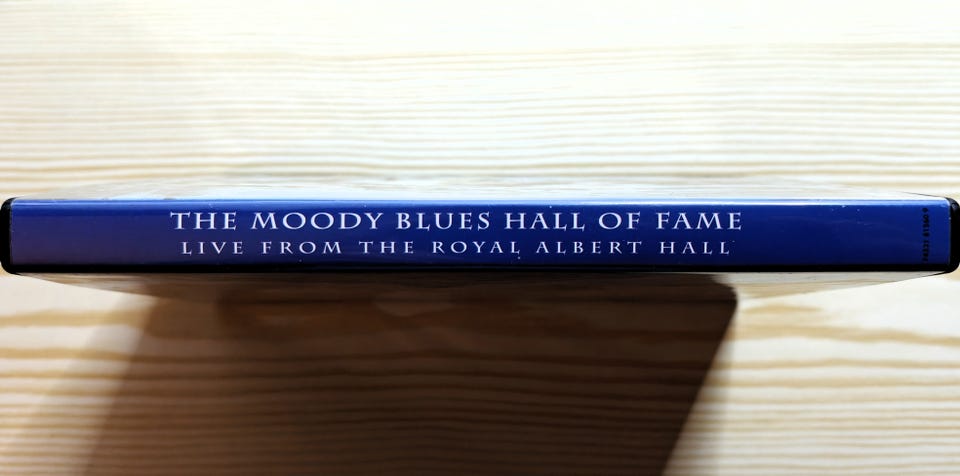 THE MOODY BLUES HALL OF FAME
LIVE FROM THE ROYAL ALBERT HALL